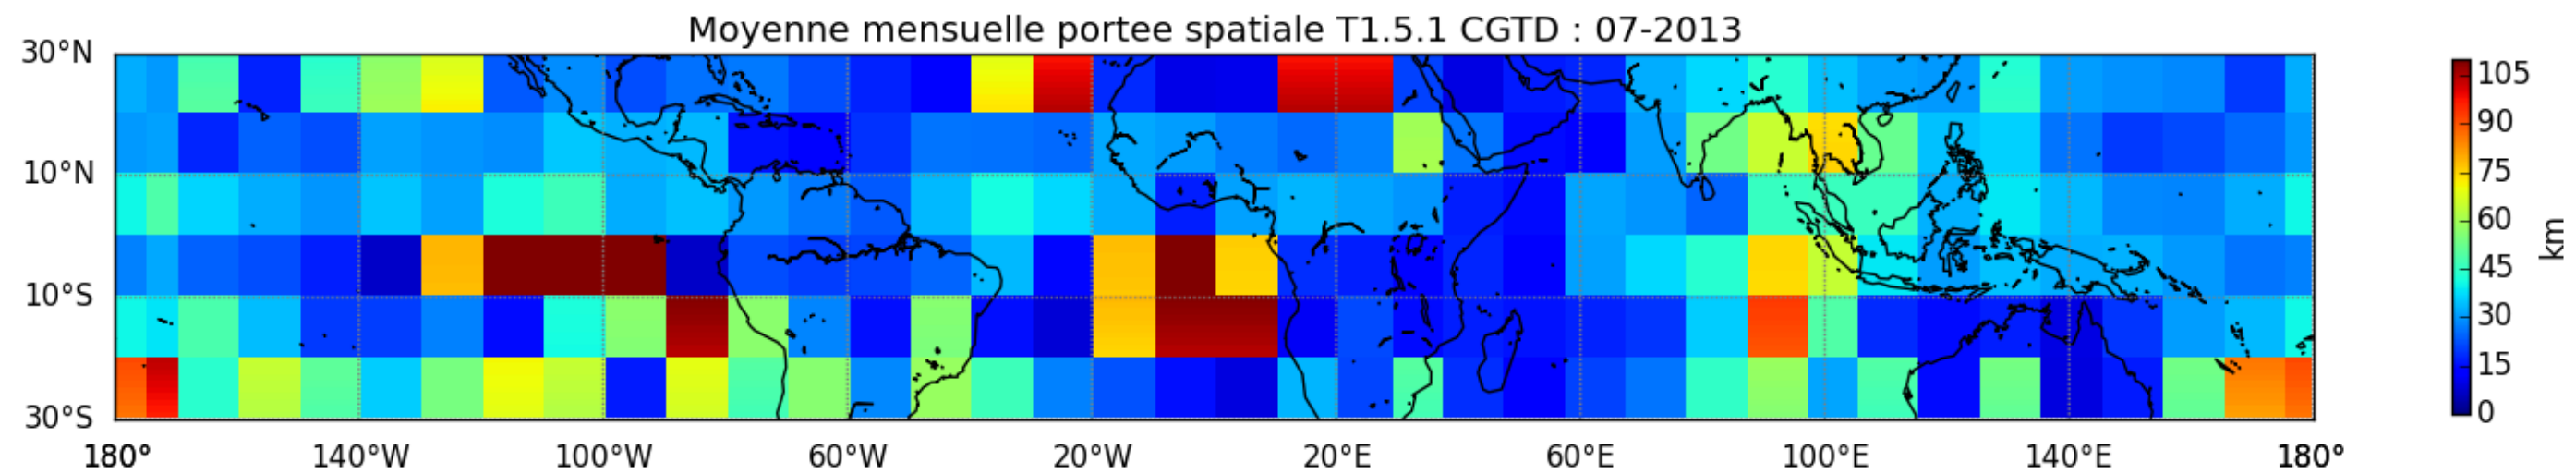 Moyenne mensuelle portee spatiale T1.5.1 CGTD : 07-2013
30°N
10°N
10°S
30°S
180° 140°W 100°W 60°W 20°W 20°E 60°E 100°E 140°E 180°
105
90
75
60
45
30
15
0
km